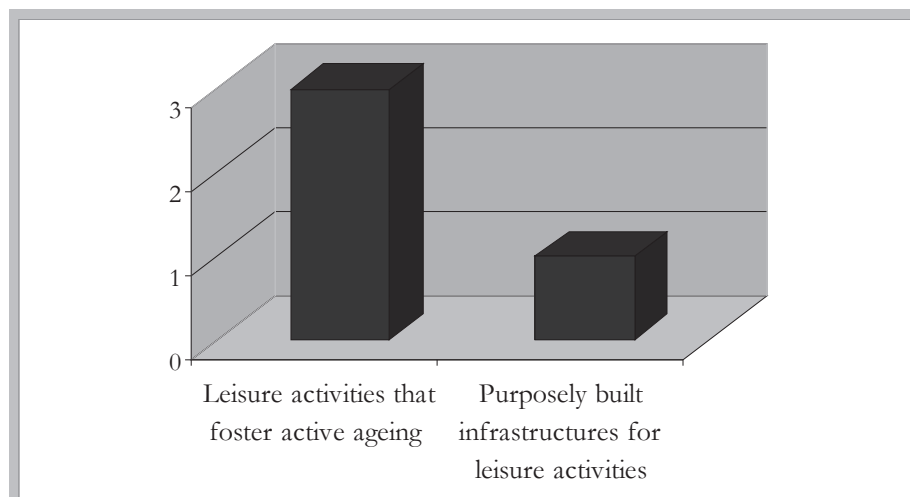 3
2
1
0
Leisure activities that
foster active ageing
Purposely built
infrastructures for
leisure activities